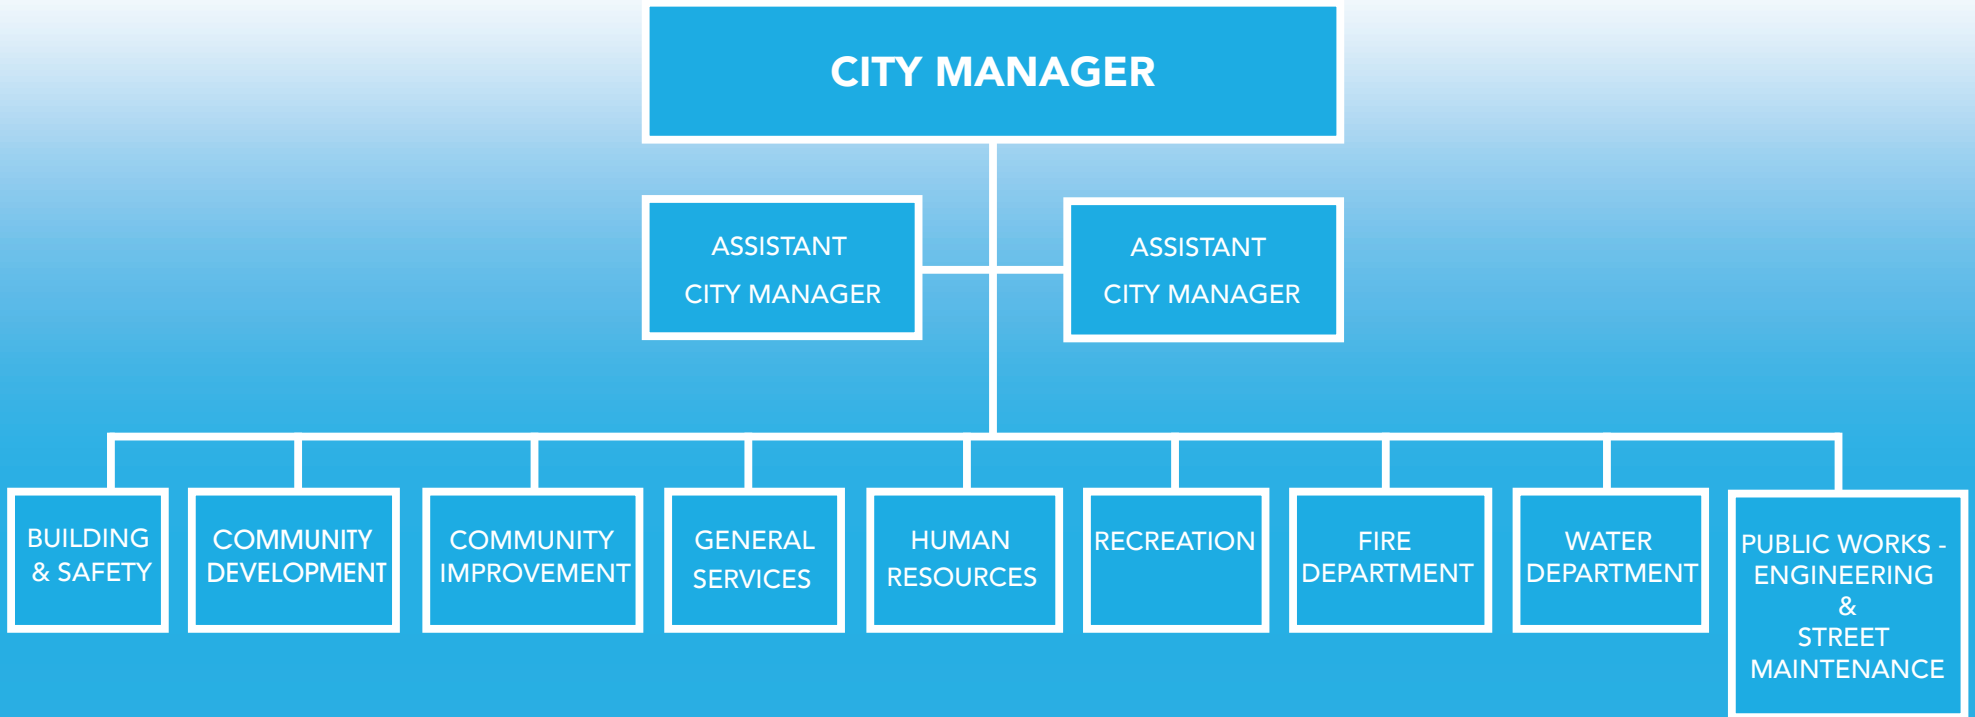 CITY MANAGER
ASSISTANT
CITY MANAGER
ASSISTANT
CITY MANAGER
BUILDING
& SAFETY
COMMUNITY
DEVELOPMENT
COMMUNITY
IMPROVEMENT
GENERAL
SERVICES
HUMAN
RESOURCES
RECREATION
FIRE
DEPARTMENT
WATER
DEPARTMENT
PUBLIC WORKS -
ENGINEERING
&
STREET
MAINTENANCE